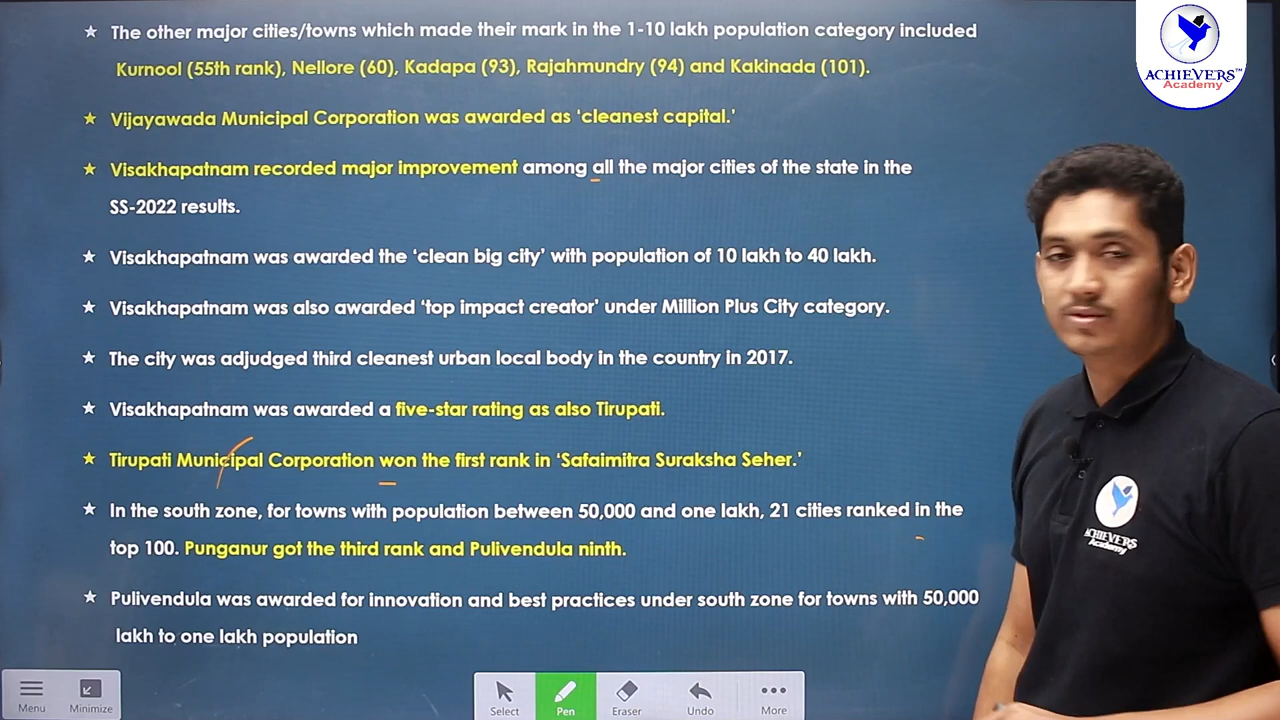 ★ The other major cities/towns which made their mark in the 1-10 lakh population category included
Kurnool (55th rank), Nellore (60), Kadapa (93), Rajahmundry (94) and Kakinada (101).
★ Vijayawada Municipal Corporation was awarded as ‘cleanest capital.’
★ Visakhapatnam recorded major improvement among all the major cities of the state in the
SS-2022 results.
★ Visakhapatnam was awarded the ‘clean big city’ with population of 10 lakh to 40 lakh.
★ Visakhapatnam was also awarded ‘top impact creator’ under Million Plus City category.
★ The city was adjudged third cleanest urban local body in the country in 2017.
★ Visakhapatnam was awarded a five-star rating as also Tirupati.
★ Tirupati Municipal Corporation won the first rank in ‘Safaimitra Suraksha Seher.’
★ In the south zone, for towns with population between 50,000 and one lakh, 21 cities ranked in the
top 100. Punganur got the third rank and Pulivendula ninth.
★ Pulivendula was awarded for innovation and best practices under south zone for towns with 50,000
lakh to one lakh population
ACHIEVERS™
Academy
ACHIEVERS
Academy
Menu
Minimize
Select
Pen
Eraser
Undo
More